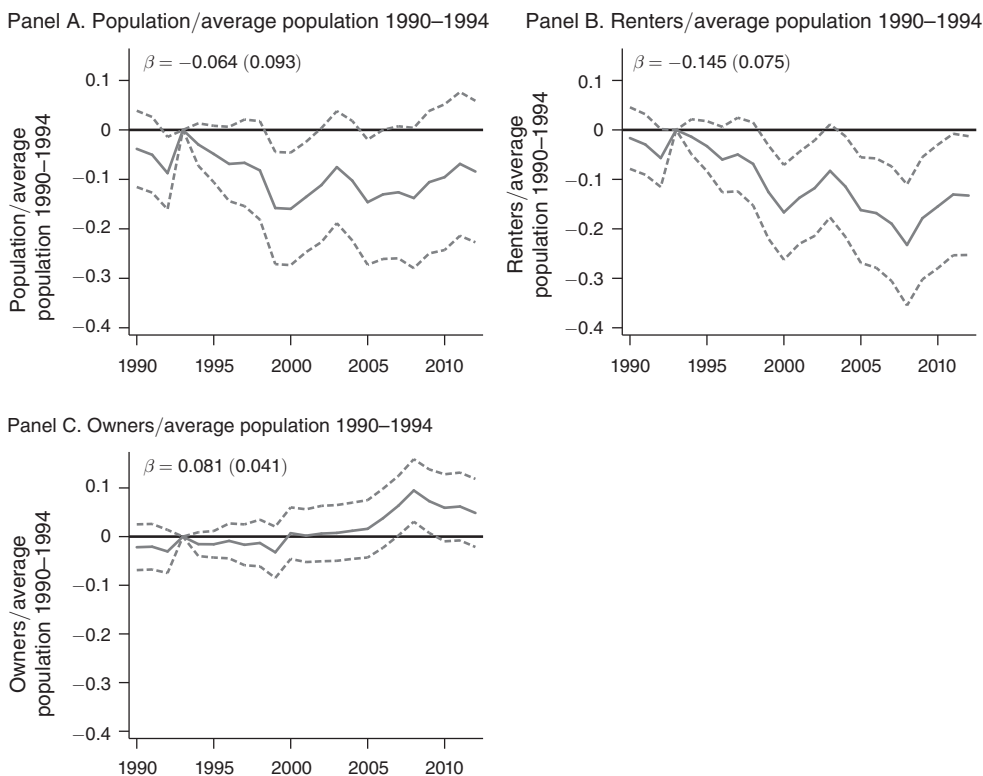 Panel A. Population/average population 1990–1994
β = −0.064 (0.093)
Population/average
population 1990–1994
0.1
0
−0.1
−0.2
−0.3
−0.4
1990 1995 2000 2005 2010
Panel B. Renters/average population 1990–1994
β = −0.145 (0.075)
Renters/average
population 1990–1994
0.1
0
−0.1
−0.2
−0.3
−0.4
1990 1995 2000 2005 2010
Panel C. Owners/average population 1990–1994
β = 0.081 (0.041)
Owners/average
population 1990–1994
0.1
0
−0.1
−0.2
−0.3
−0.4
1990 1995 2000 2005 2010